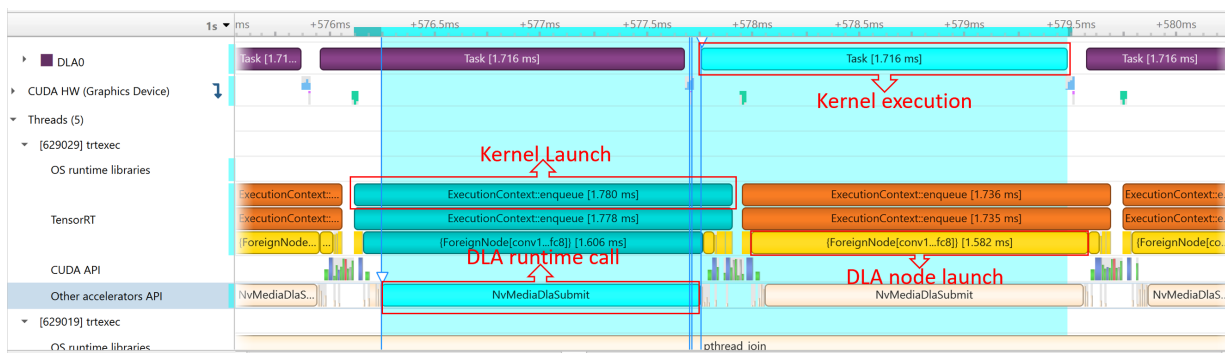 1s ms +576ms +576.5ms +577ms +577.5ms +578ms +578.5ms +579ms +579.5ms +580ms
DLA0 Task [1.71... Task [1.716 ms] Task [1.716 ms] Task [1.716 ms]
CUDA HW (Graphics Device)
Kernel execution
Threads (5)
[629029] trtexec
Kernel Launch
OS runtime libraries
ExecutionContext::... ExecutionContext::enqueue [1.780 ms] ExecutionContext::enqueue [1.736 ms] ExecutionContext::e
TensorRT ExecutionContext::... ExecutionContext::enqueue [1.778 ms] ExecutionContext::enqueue [1.735 ms] ExecutionContext::e
{ForeignNode... ... {ForeignNode[conv1...fc8]} [1.606 ms] {ForeignNode[conv1...fc8]} [1.582 ms] {ForeignNode[co...
DLA runtime call
CUDA API
DLA node launch
Other accelerators API NvMediaDlaS... NvMediaDlaSubmit NvMediaDlaSubmit NvMediaDlaS...
[629019] trtexec
OS runtime libraries pthread_join